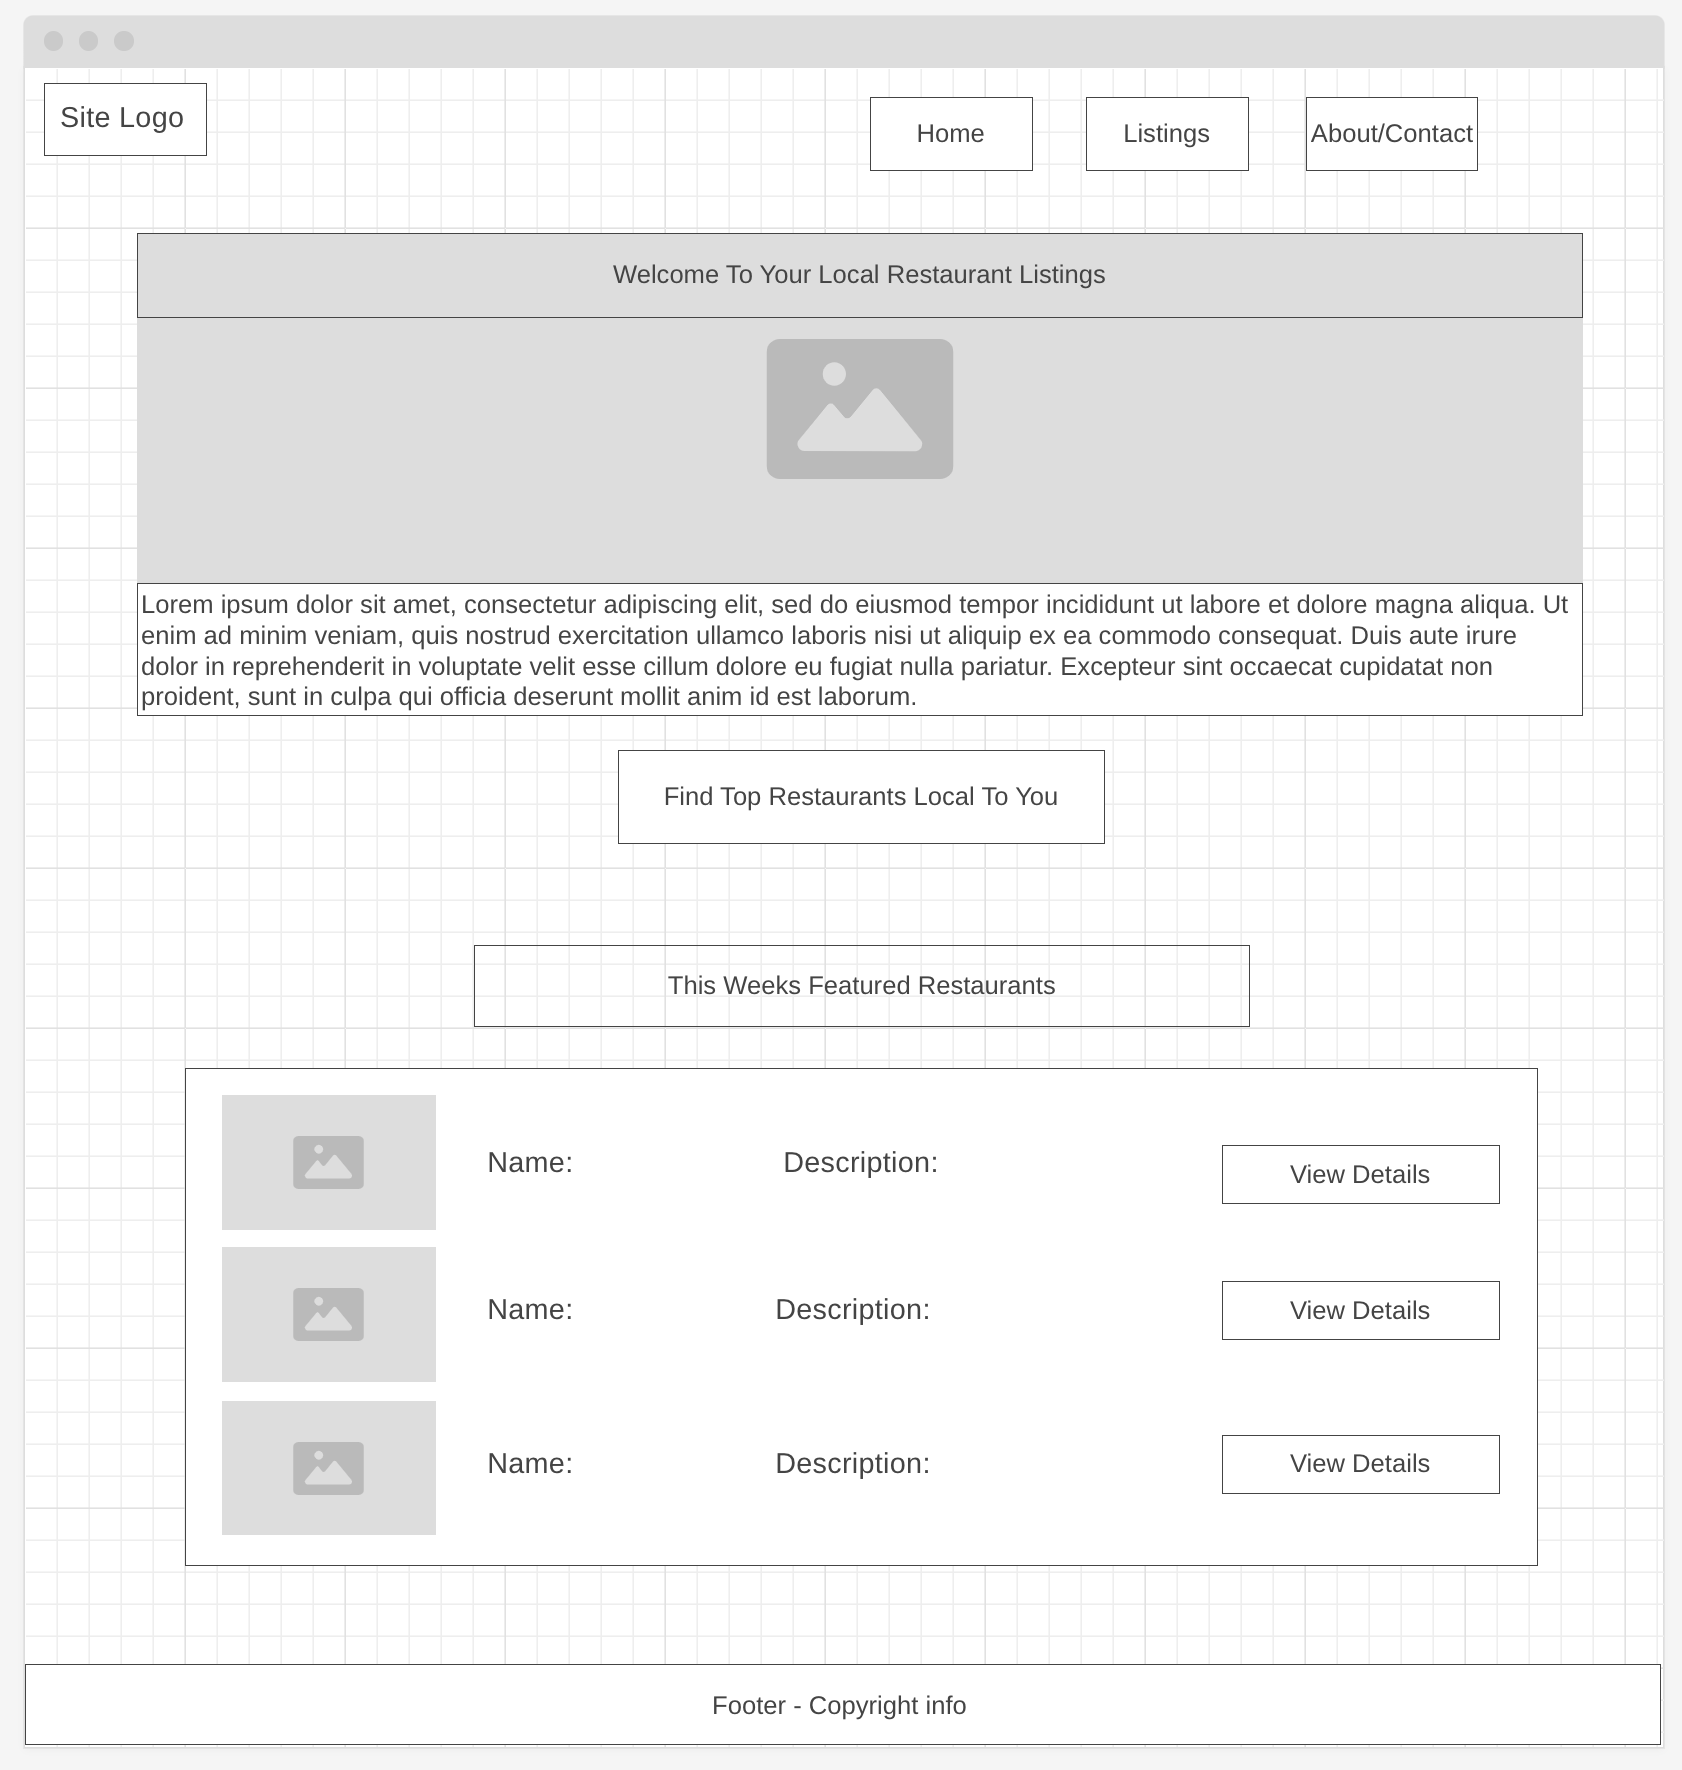 Site Logo
Home
Listings
About/Contact
Welcome To Your Local Restaurant Listings
Lorem ipsum dolor sit amet, consectetur adipiscing elit, sed do eiusmod tempor incididunt ut labore et dolore magna aliqua. Ut
enim ad minim veniam, quis nostrud exercitation ullamco laboris nisi ut aliquip ex ea commodo consequat. Duis aute irure
dolor in reprehenderit in voluptate velit esse cillum dolore eu fugiat nulla pariatur. Excepteur sint occaecat cupidatat non
proident, sunt in culpa qui officia deserunt mollit anim id est laborum.
Find Top Restaurants Local To You
This Weeks Featured Restaurants
Name:
Description:
View Details
Name:
Description:
View Details
Name:
Description:
View Details
Footer - Copyright info